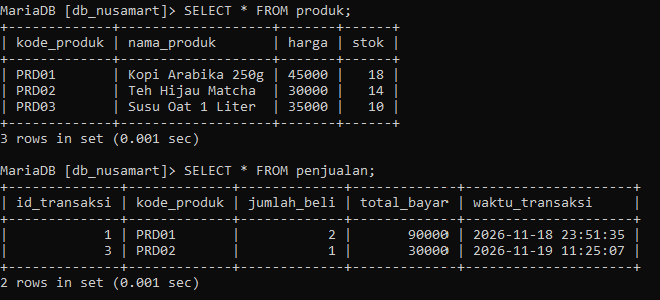 MariaDB [db_nusamart]> SELECT * FROM produk;
+-------------+--------------------+-------+------+
| kode_produk | nama_produk        | harga | stok |
+-------------+--------------------+-------+------+
| PRD01       | Kopi Arabika 250g | 45000 |   18 |
| PRD02       | Teh Hijau Matcha  | 30000 |   14 |
| PRD03       | Susu Oat 1 Liter  | 35000 |   10 |
+-------------+--------------------+-------+------+
3 rows in set (0.001 sec)

MariaDB [db_nusamart]> SELECT * FROM penjualan;
+--------------+-------------+-------------+-------------+---------------------+
| id_transaksi | kode_produk | jumlah_beli | total_bayar | waktu_transaksi     |
+--------------+-------------+-------------+-------------+---------------------+
|            1 | PRD01       |           2 |       90000 | 2026-11-18 23:51:35 |
|            3 | PRD02       |           1 |       30000 | 2026-11-19 11:25:07 |
+--------------+-------------+-------------+-------------+---------------------+
2 rows in set (0.001 sec)